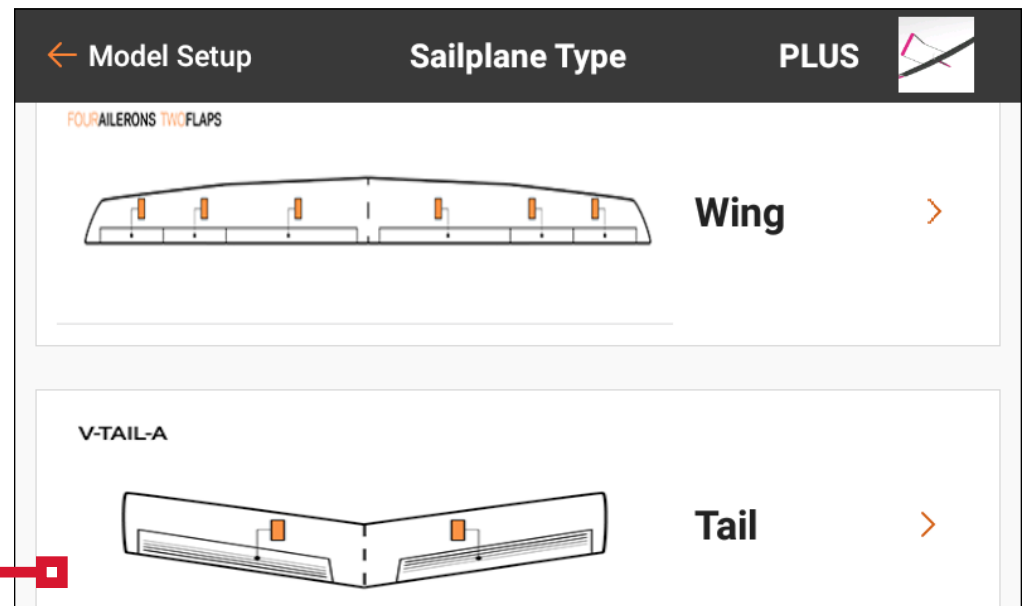 ← Model Setup Sailplane Type PLUS
FOURAILERONS TWOFLAPS
Wing
V-TAIL-A
Tail